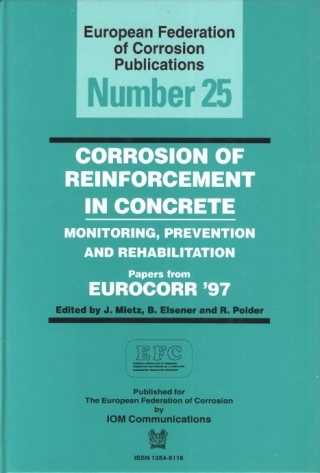 European Federation
of Corrosion
Publications
Number 25
CORROSION OF
REINFORCEMENT
IN CONCRETE
MONITORING, PREVENTION
AND REHABILITATION
Papers from
EUROCORR '97
Edited by J. Mietz, B. Elsener and R. Polder
EFC
Published for
The European Federation of Corrosion
by
IOM Communications
ISSN 1354-5116